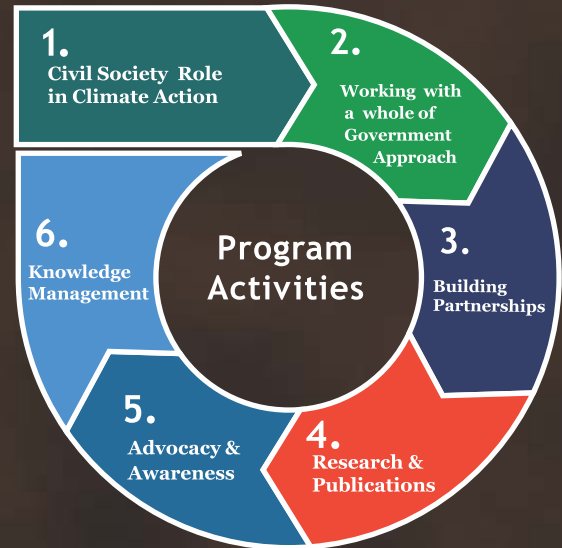 1.
Civil Society Role
in Climate Action
2.
Working with
a whole of
Government
Approach
3.
Building
Partnerships
4.
Research &
Publications
5.
Advocacy &
Awareness
6.
Knowledge
Management
Program
Activities